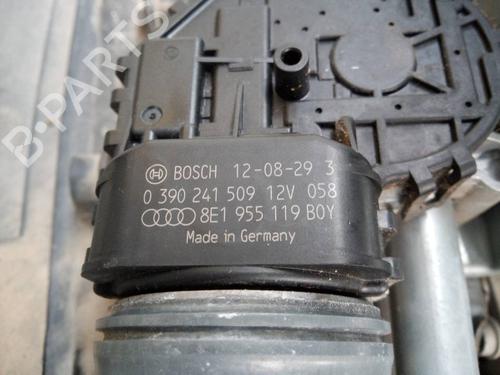 B-PARTS
BOSCH 12-08-29 3
0 390 241 509 12V 058
8E1 955 119 B0Y
Made in Germany